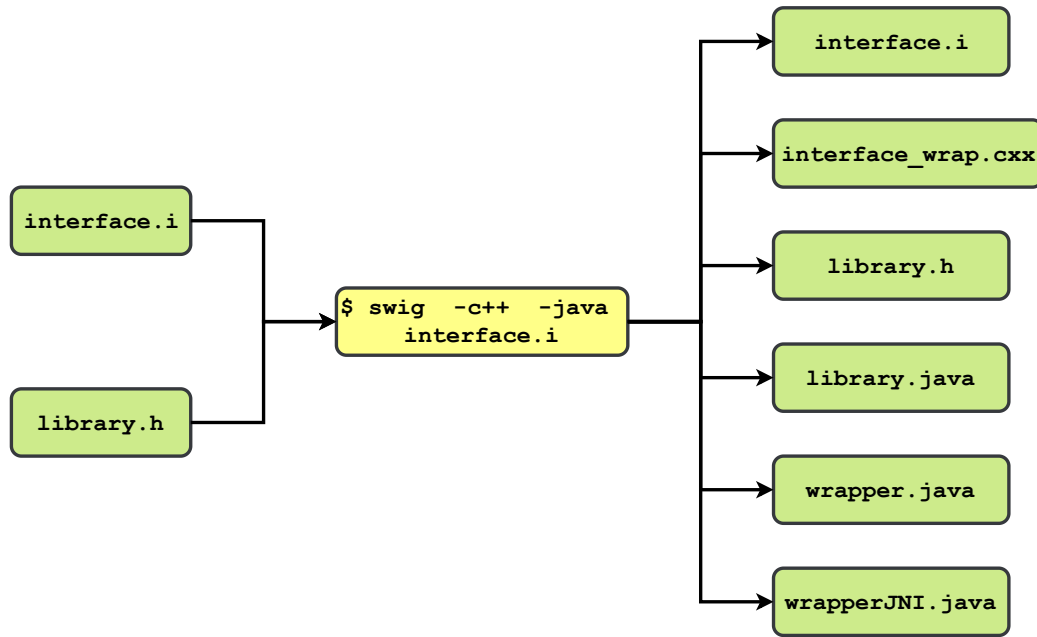 interface.i
library.h
$ swig  -c++  -java
interface.i
interface.i
interface_wrap.cxx
library.h
library.java
wrapper.java
wrapperJNI.java